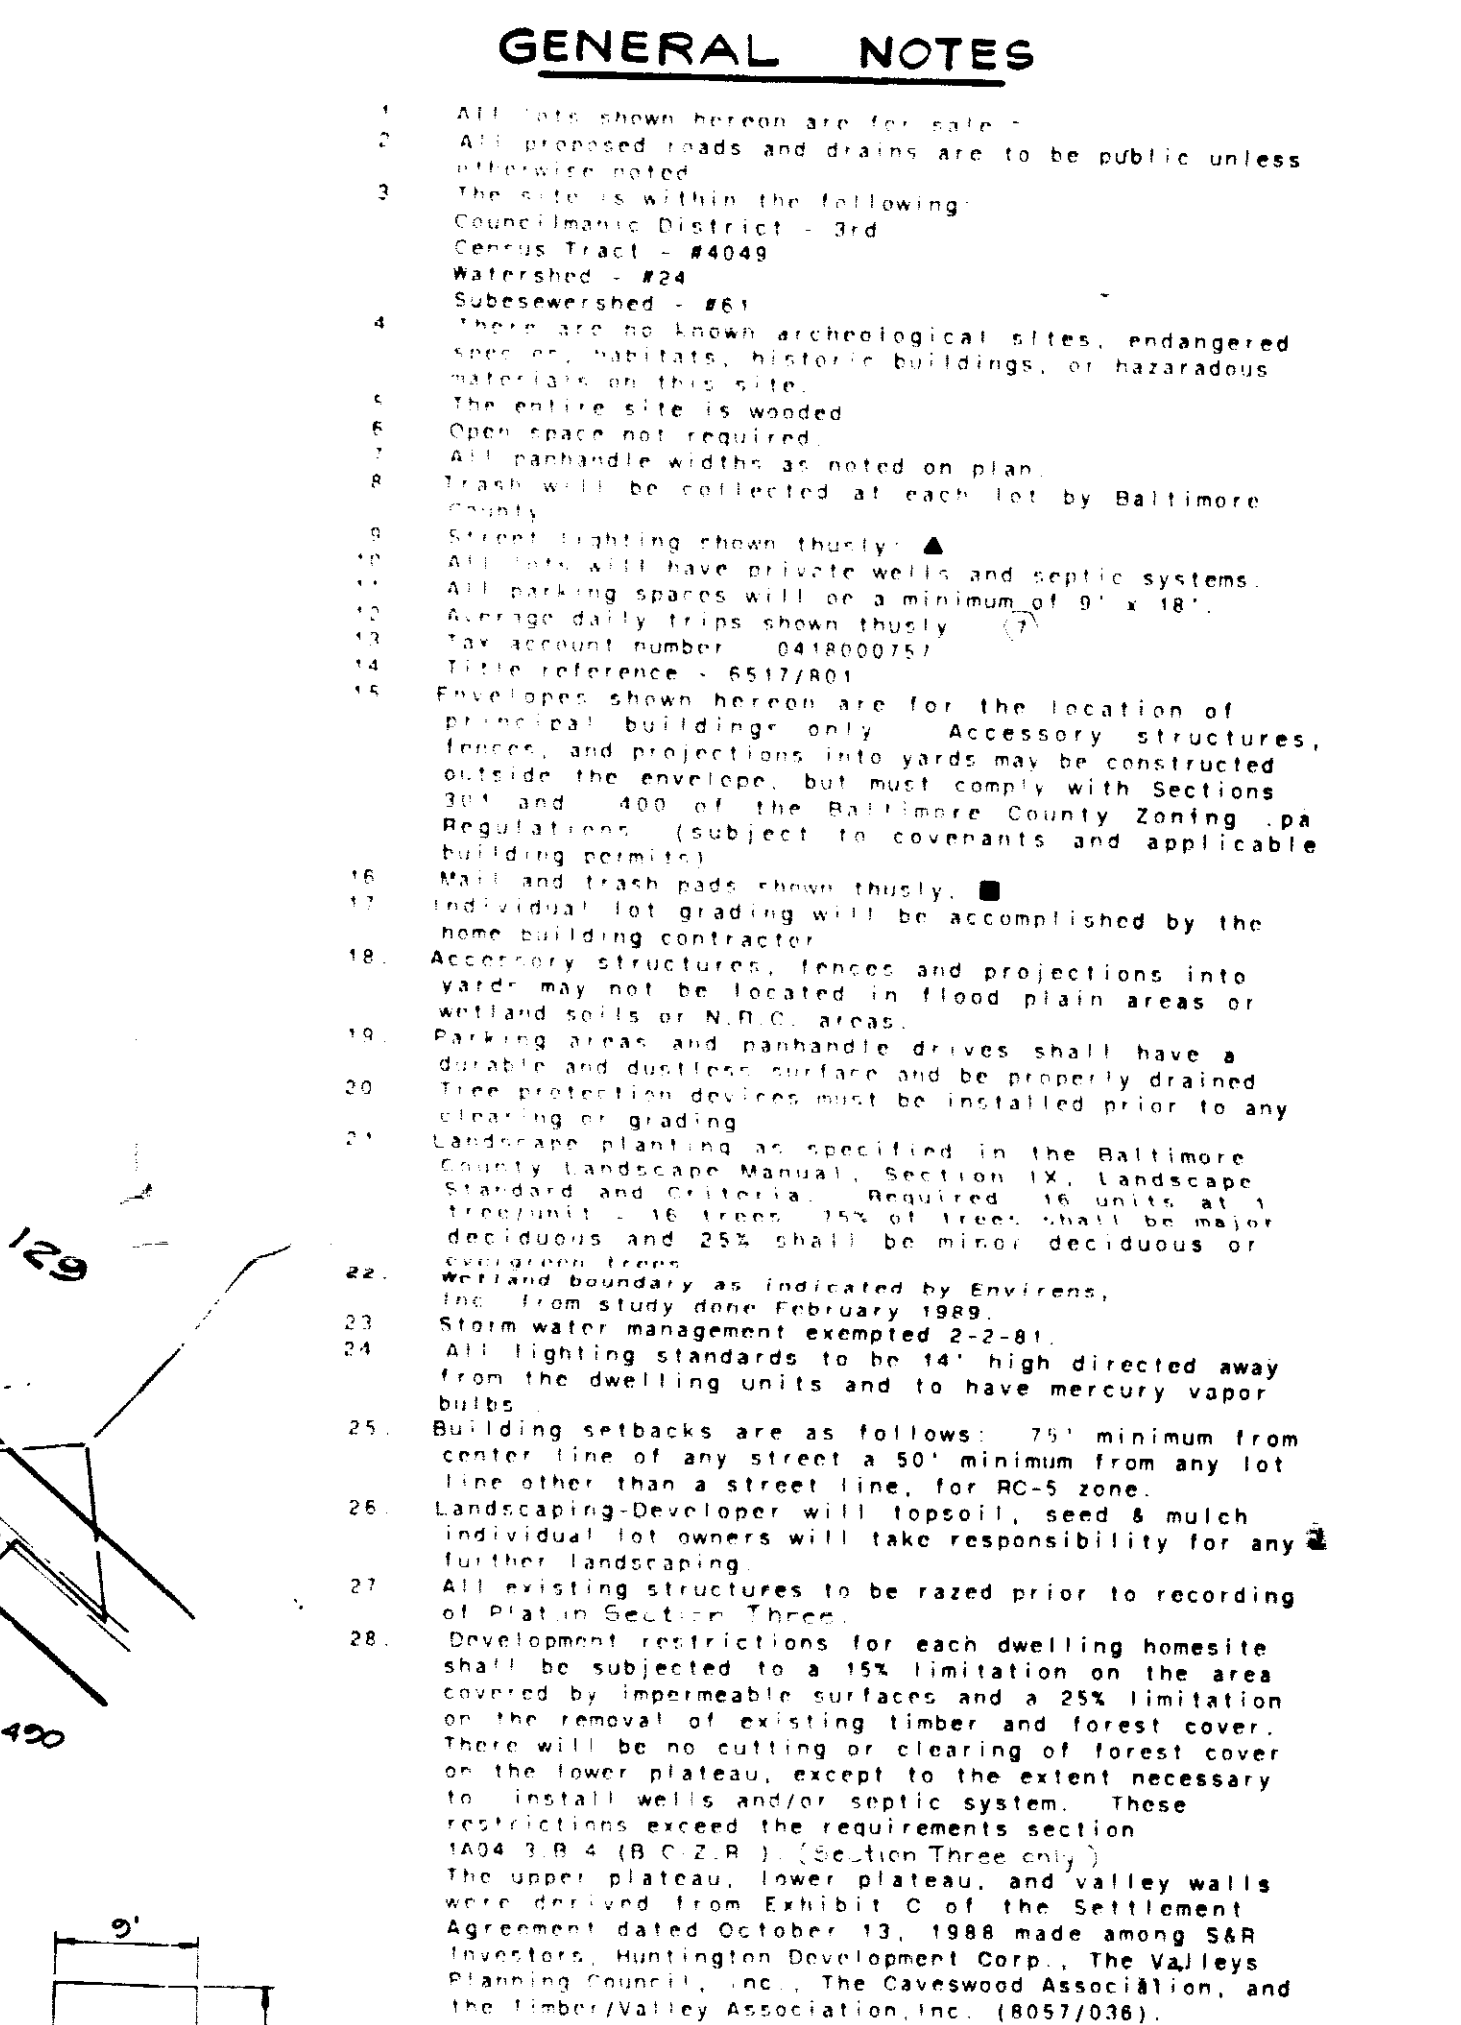 GENERAL NOTES
1 All lots shown hereon are for sale -
2 All proposed roads and drains are to be public unless
otherwise noted
3 The site is within the following:
Councilmanic District - 3rd
Census Tract - #4049
Watershed - #24
Subesewershed - #61
4 There are no known archeological sites, endangered
species, habitats, historic buildings, or hazaradous
materials on this site.
5 The entire site is wooded
6 Open space not required.
7 All panhandle widths as noted on plan.
8 Trash will be collected at each lot by Baltimore
County
9 Street lighting shown thusly: ▲
10 All lots will have private wells and septic systems.
11 All parking spaces will be a minimum of 9' x 18'.
12 Average daily trips shown thusly (7)
13 Tax account number 0418000757
14 Title reference - 6517/801
15 Envelopes shown hereon are for the location of
principal buildings only Accessory structures,
fences, and projections into yards may be constructed
outside the envelope, but must comply with Sections
301 and 400 of the Baltimore County Zoning .pa
Regulations (subject to covenants and applicable
building permits)
16 Mail and trash pads shown thusly. ■
17 Individual lot grading will be accomplished by the
home building contractor
18. Accessory structures, fences and projections into
yards may not be located in flood plain areas or
wetland soils or N.R.C. areas.
19. Parking areas and panhandle drives shall have a
durable and dustless surface and be properly drained
20 Tree protection devices must be installed prior to any
clearing or grading
21 Landscape planting as specified in the Baltimore
County Landscape Manual, Section IX, Landscape
Standard and Criteria. Required 16 units at 1
tree/unit - 16 trees 75% of trees shall be major
deciduous and 25% shall be minor deciduous or
evergreen trees
129
22. Wetland boundary as indicated by Envirens,
Inc from study done February 1989.
23 Storm water management exempted 2-2-81.
24 All lighting standards to be 14' high directed away
from the dwelling units and to have mercury vapor
bulbs
25. Building setbacks are as follows: 75' minimum from
center line of any street a 50' minimum from any lot
line other than a street line, for RC-5 zone.
26. Landscaping-Developer will topsoil, seed & mulch
individual lot owners will take responsibility for any
further landscaping.
27 All existing structures to be razed prior to recording
of Plat in Section Three.
28. Development restrictions for each dwelling homesite
shall be subjected to a 15% limitation on the area
covered by impermeable surfaces and a 25% limitation
on the removal of existing timber and forest cover.
490
There will be no cutting or clearing of forest cover
on the lower plateau, except to the extent necessary
to install wells and/or septic system. These
restrictions exceed the requirements section
1A04 3.B 4 (B C.Z.R ). (Section Three only)
The upper plateau, lower plateau, and valley walls
were derived from Exhibit C of the Settlement
Agreement dated October 13, 1988 made among S&R
Investors, Huntington Development Corp., The Valleys
Planning Council, Inc., The Caveswood Association, and
the Timber/Valley Association, Inc. (8057/036).
9'